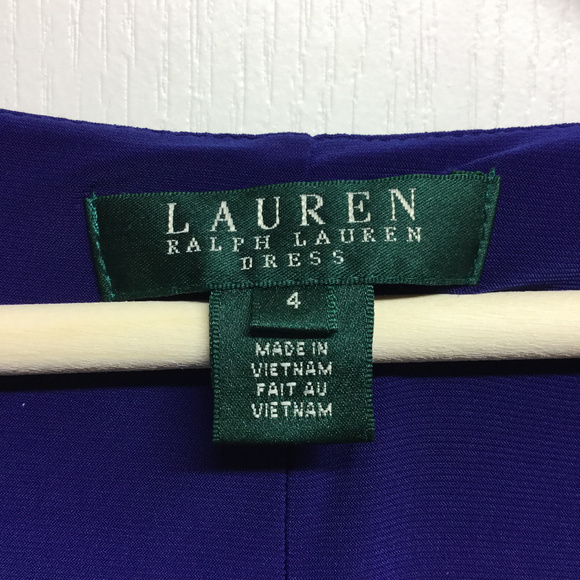 LAUREN
RALPH LAUREN
DRESS
4
MADE IN
VIETNAM
FAIT AU
VIETNAM